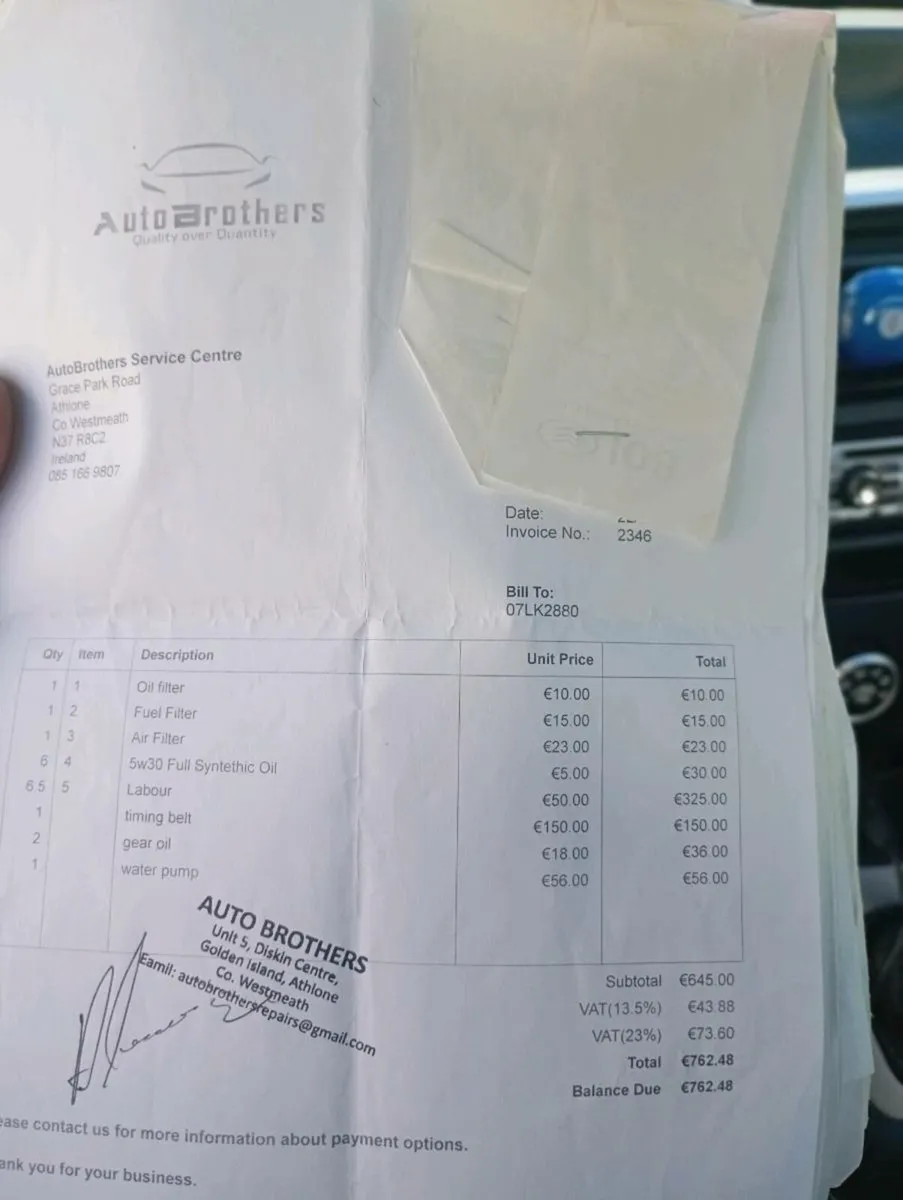 AutoBrothers
Quality over Quantity
AutoBrothers Service Centre
Grace Park Road
Athlone
Co Westmeath
N37 R8C2
Ireland
085 166 9807
Date:
Invoice No.: 2346
Bill To:
07LK2880
Qty Item Description Unit Price Total
1 1 Oil filter €10.00 €10.00
1 2 Fuel Filter €15.00 €15.00
1 3 Air Filter €23.00 €23.00
6 4 5w30 Full Syntethic Oil €5.00 €30.00
6.5 5 Labour €50.00 €325.00
1 timing belt €150.00 €150.00
2 gear oil €18.00 €36.00
1 water pump €56.00 €56.00
AUTO BROTHERS
Unit 5, Diskin Centre,
Golden Island, Athlone
Co. Westmeath
Eamil: autobrothersrepairs@gmail.com
Subtotal €645.00
VAT(13.5%) €43.88
VAT(23%) €73.60
Total €762.48
Balance Due €762.48
ease contact us for more information about payment options.
ank you for your business.